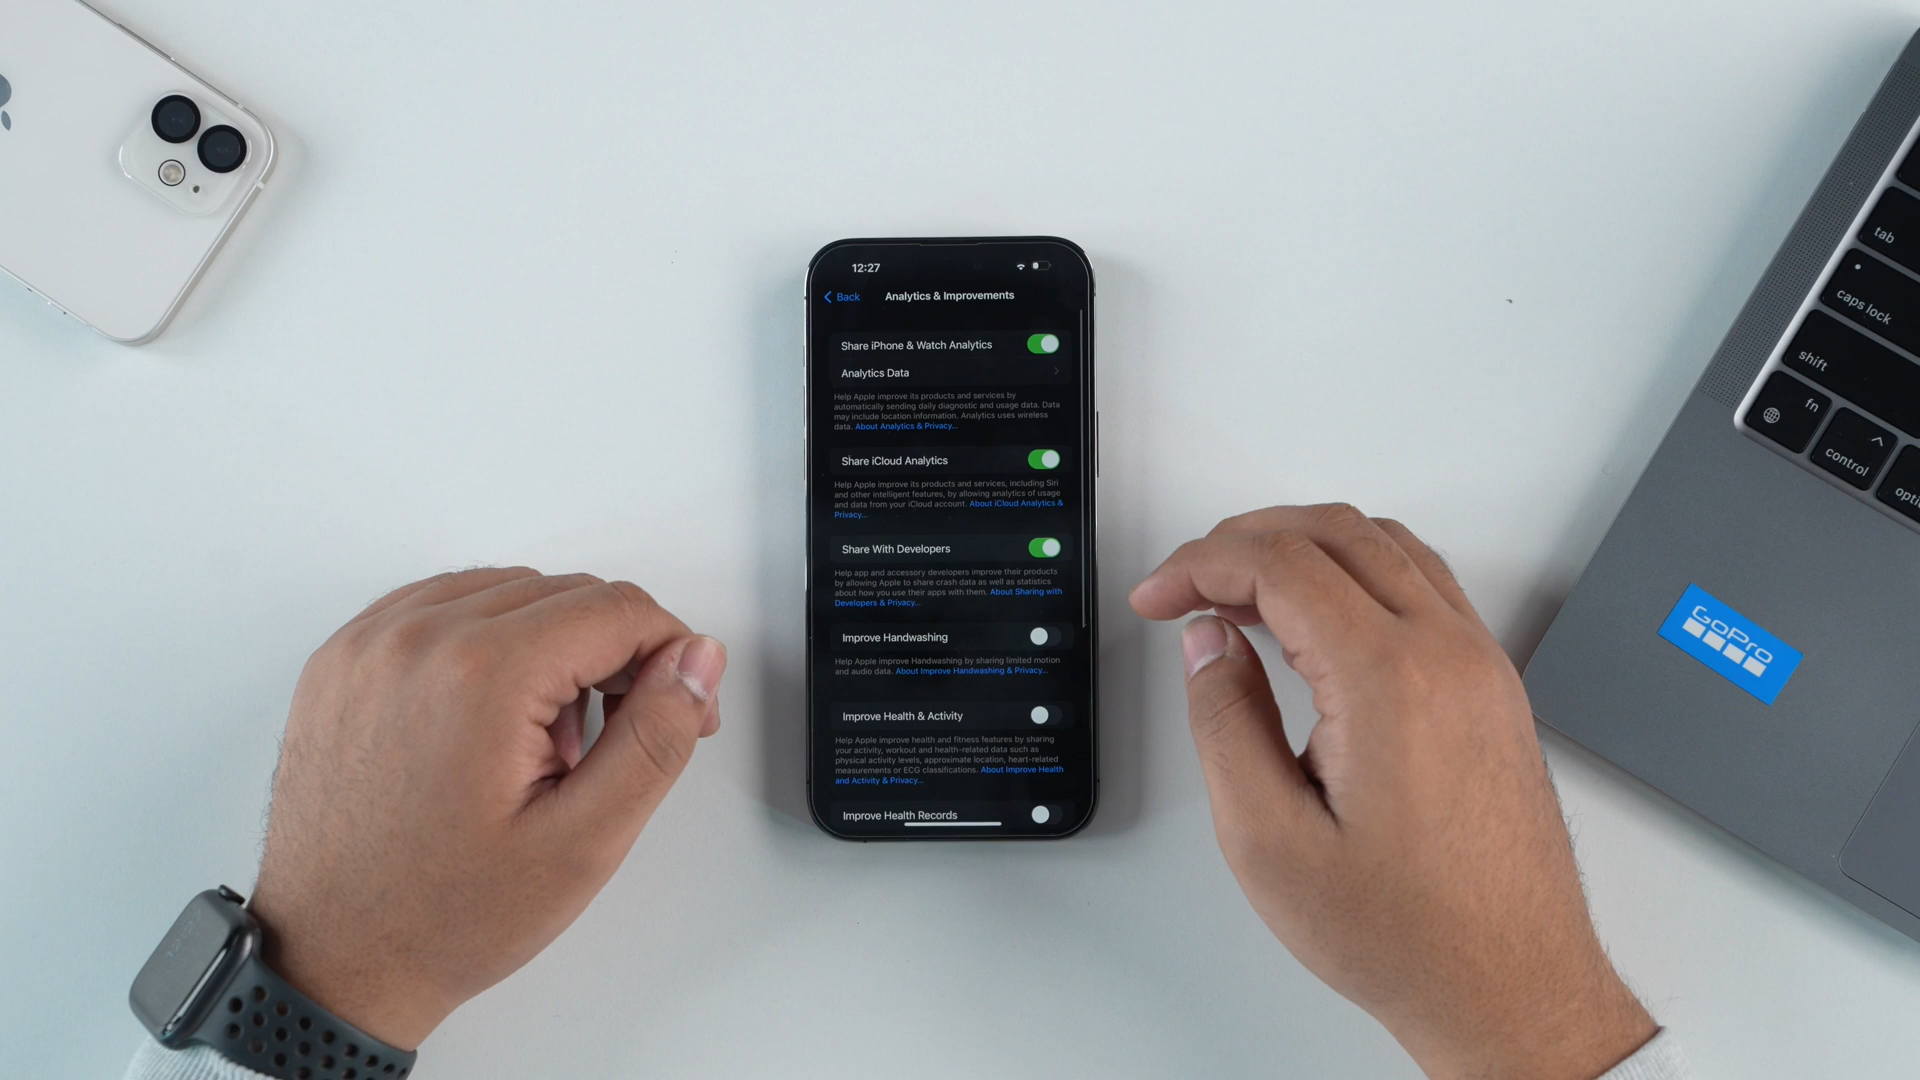 12:27
Back
Analytics & Improvements
Share iPhone & Watch Analytics
Analytics Data
Help Apple improve its products and services by
automatically sending daily diagnostic and usage data. Data
may include location information. Analytics uses wireless
data. About Analytics & Privacy...
Share iCloud Analytics
Help Apple improve its products and services, including Siri
and other intelligent features, by allowing analytics of usage
and data from your iCloud account. About iCloud Analytics &
Privacy...
Share With Developers
Help app and accessory developers improve their products
by allowing Apple to share crash data as well as statistics
about how you use their apps with them. About Sharing with
Developers & Privacy...
Improve Handwashing
Help Apple improve Handwashing by sharing limited motion
and audio data. About Improve Handwashing & Privacy...
Improve Health & Activity
Help Apple improve health and fitness features by sharing
your activity, workout and health-related data such as
physical activity levels, approximate location, heart-related
measurements or ECG classifications. About Improve Health
and Activity & Privacy...
Improve Health Records
tab
caps lock
shift
fn
control
opti
GoPro